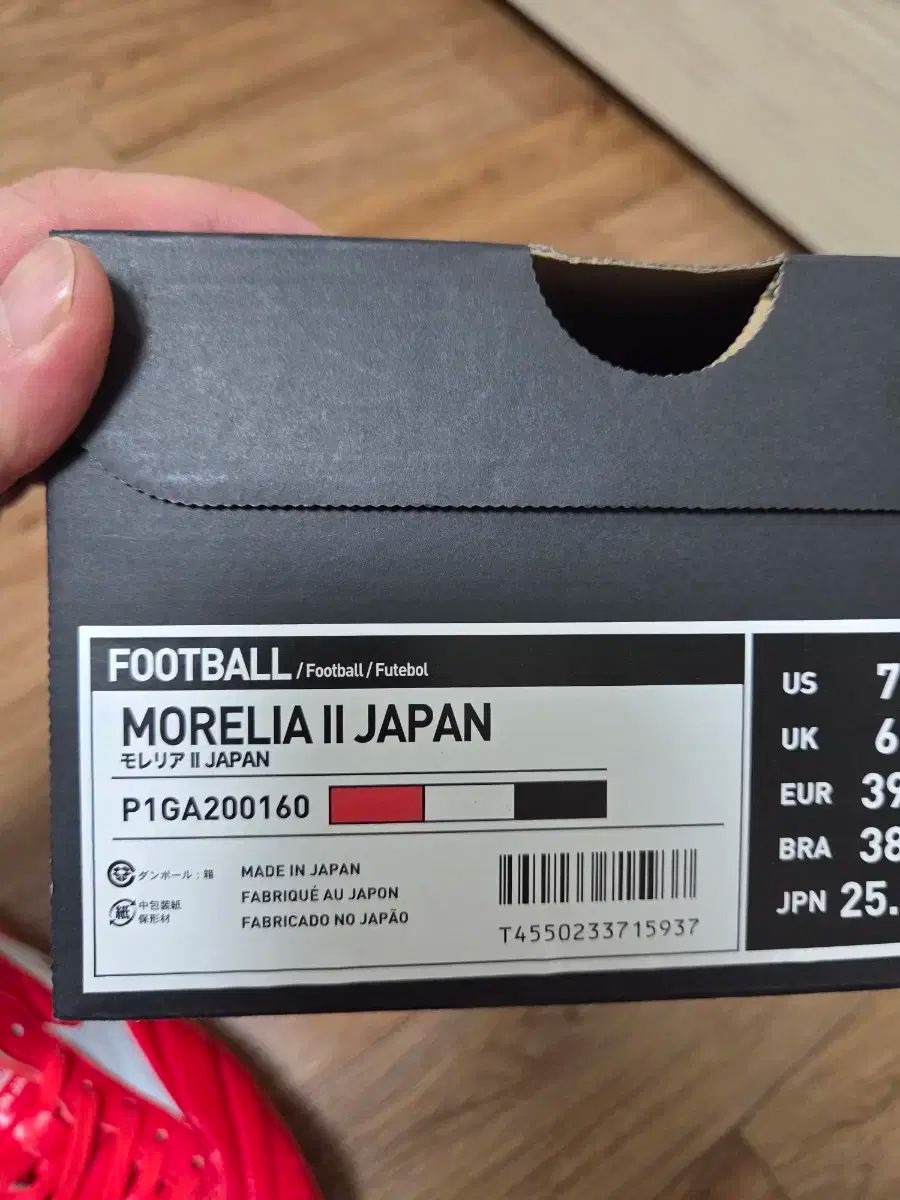 FOOTBALL / Football / Futebol
MORELIA II JAPAN
モレリア II JAPAN
P1GA200160
ダンボール : 箱
紙
中包装紙
保形材
MADE IN JAPAN
FABRIQUÉ AU JAPON
FABRICADO NO JAPÃO
T4550233715937
US 7
UK 6
EUR 39
BRA 38
JPN 25.